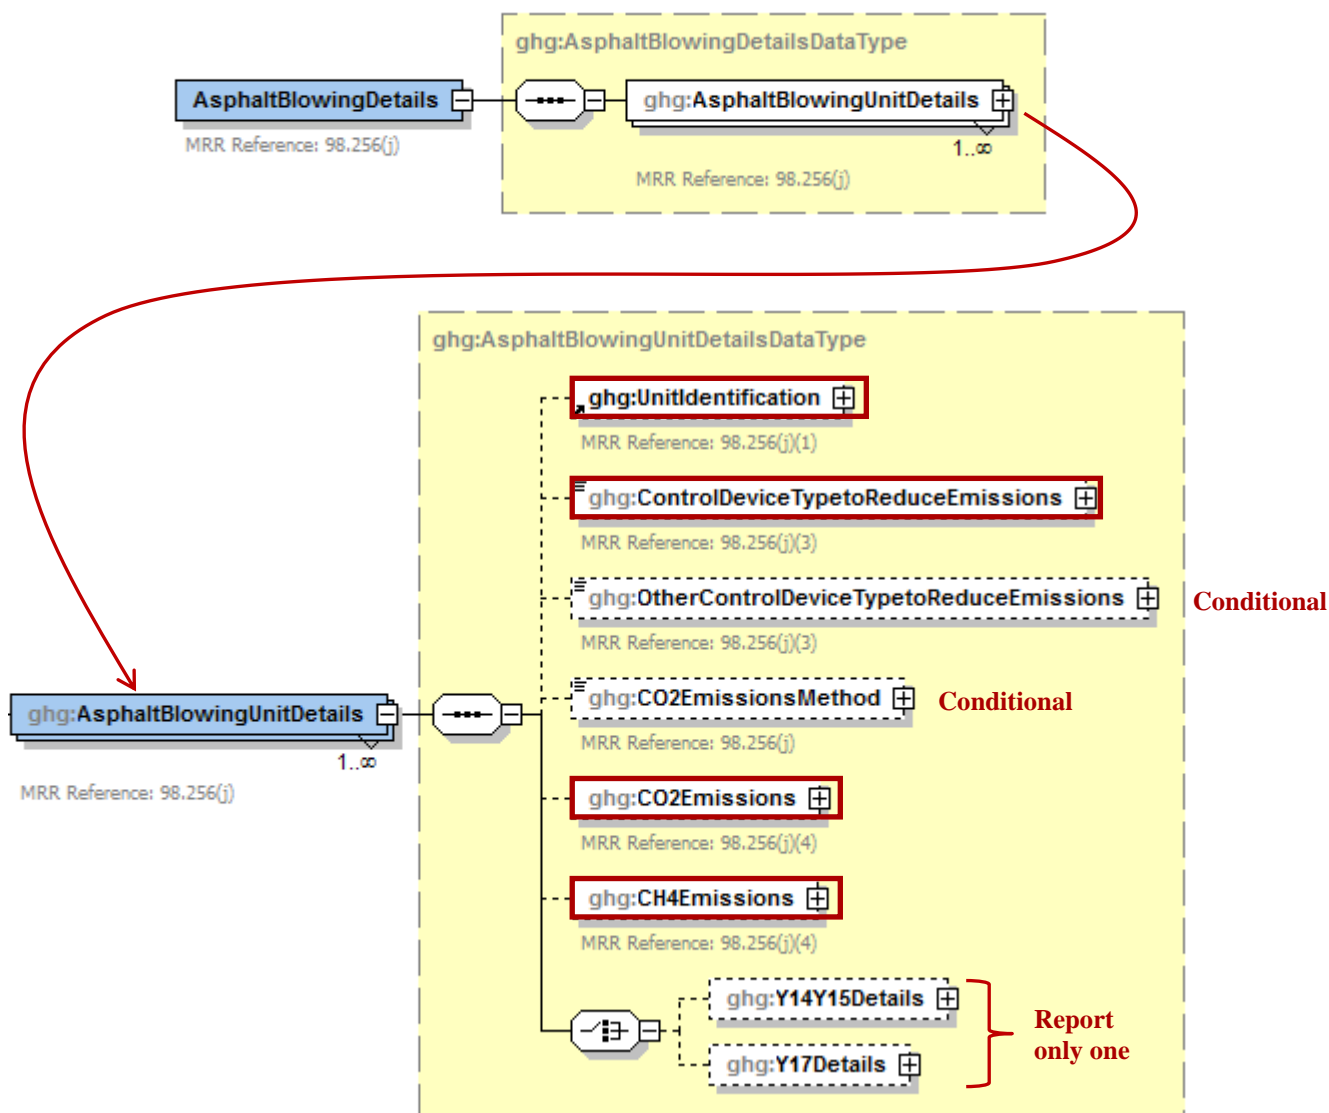 ghg:AsphaltBlowingDetailsDataType
AsphaltBlowingDetails
ghg:AsphaltBlowingUnitDetails
MRR Reference: 98.256(j)
1..∞
MRR Reference: 98.256(j)
ghg:AsphaltBlowingUnitDetailsDataType
ghg:UnitIdentification
MRR Reference: 98.256(j)(1)
ghg:ControlDeviceTypetoReduceEmissions
MRR Reference: 98.256(j)(3)
ghg:OtherControlDeviceTypetoReduceEmissions
Conditional
MRR Reference: 98.256(j)(3)
ghg:CO2EmissionsMethod
Conditional
MRR Reference: 98.256(j)
ghg:AsphaltBlowingUnitDetails
1..∞
MRR Reference: 98.256(j)
ghg:CO2Emissions
MRR Reference: 98.256(j)(4)
ghg:CH4Emissions
MRR Reference: 98.256(j)(4)
ghg:Y14Y15Details
ghg:Y17Details
Report
only one